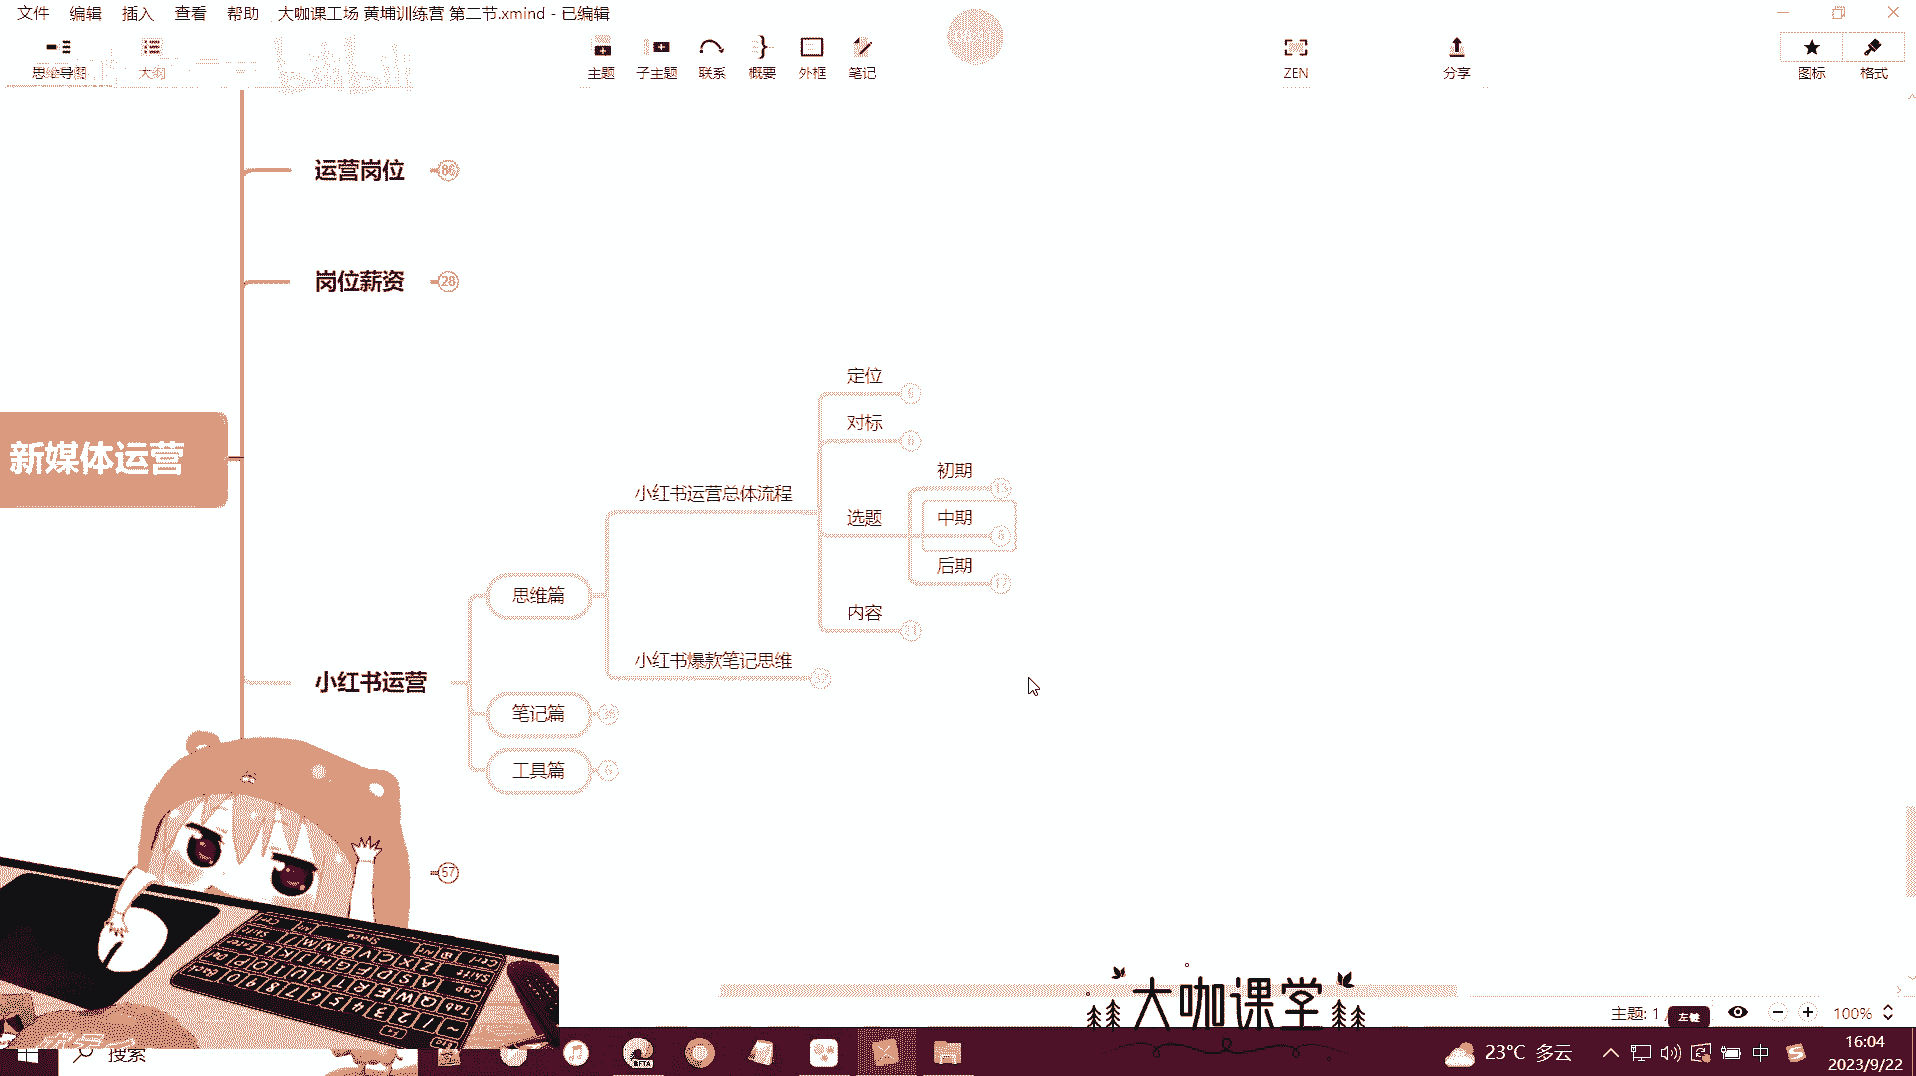 文件 编辑 插入 查看 帮助 大咖课工场 黄埔训练营 第二节.xmind - 已编辑
思维导图 大纲 主题 子主题 联系 概要 外框 笔记 ZEN 分享 图标 格式
运营岗位 86
岗位薪资 28
新媒体运营
定位
对标
小红书运营总体流程
选题
初期 13
中期
后期 17
内容 21
思维篇
小红书爆款笔记思维
小红书运营
笔记篇
工具篇 6
57
大咖课堂
主题: 1 /
左键
100%
搜索
23°C 多云
中
16:04
2023/9/22